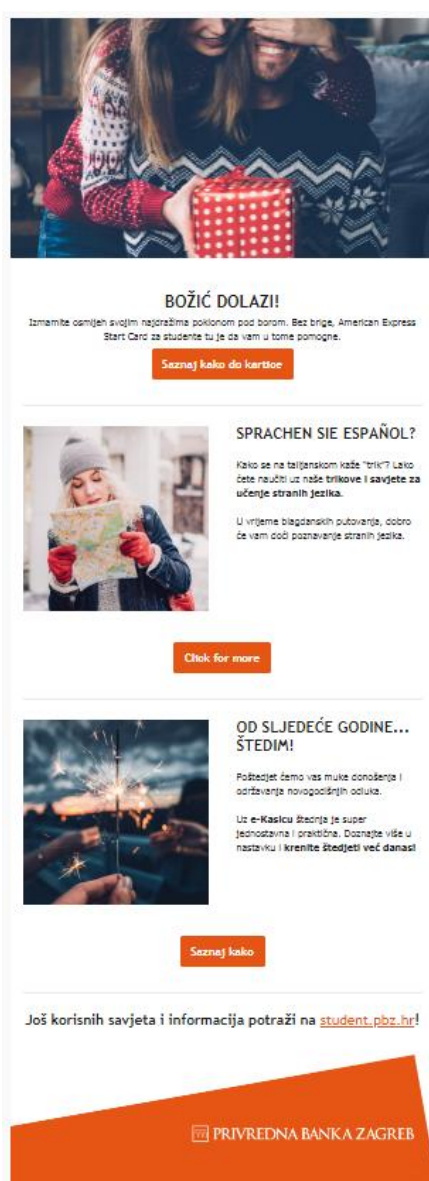 BOŽIĆ DOLAZI!
Izmamite osmijeh svojim najdražima poklonom pod borom. Bez brige, American Express
Start Card za studente tu je da vam u tome pomogne.
Saznaj kako do kartice
SPRACHEN SIE ESPAÑOL?
Kako se na talijanskom kaže "trik"? Lako
ćete naučiti uz naše trikove i savjete za
učenje stranih jezika.
U vrijeme blagdanskih putovanja, dobro
će vam doći poznavanje stranih jezika.
Click for more
OD SLJEDEĆE GODINE...
ŠTEDIM!
Poštedjet ćemo vas muke donošenja i
održavanja novogodišnjih odluka.
Uz e-Kasicu štednja je super
jednostavna i praktična. Doznajte više u
nastavku i krenite štedjeti već danas!
Saznaj kako
Još korisnih savjeta i informacija potraži na student.pbz.hr!
PRIVREDNA BANKA ZAGREB